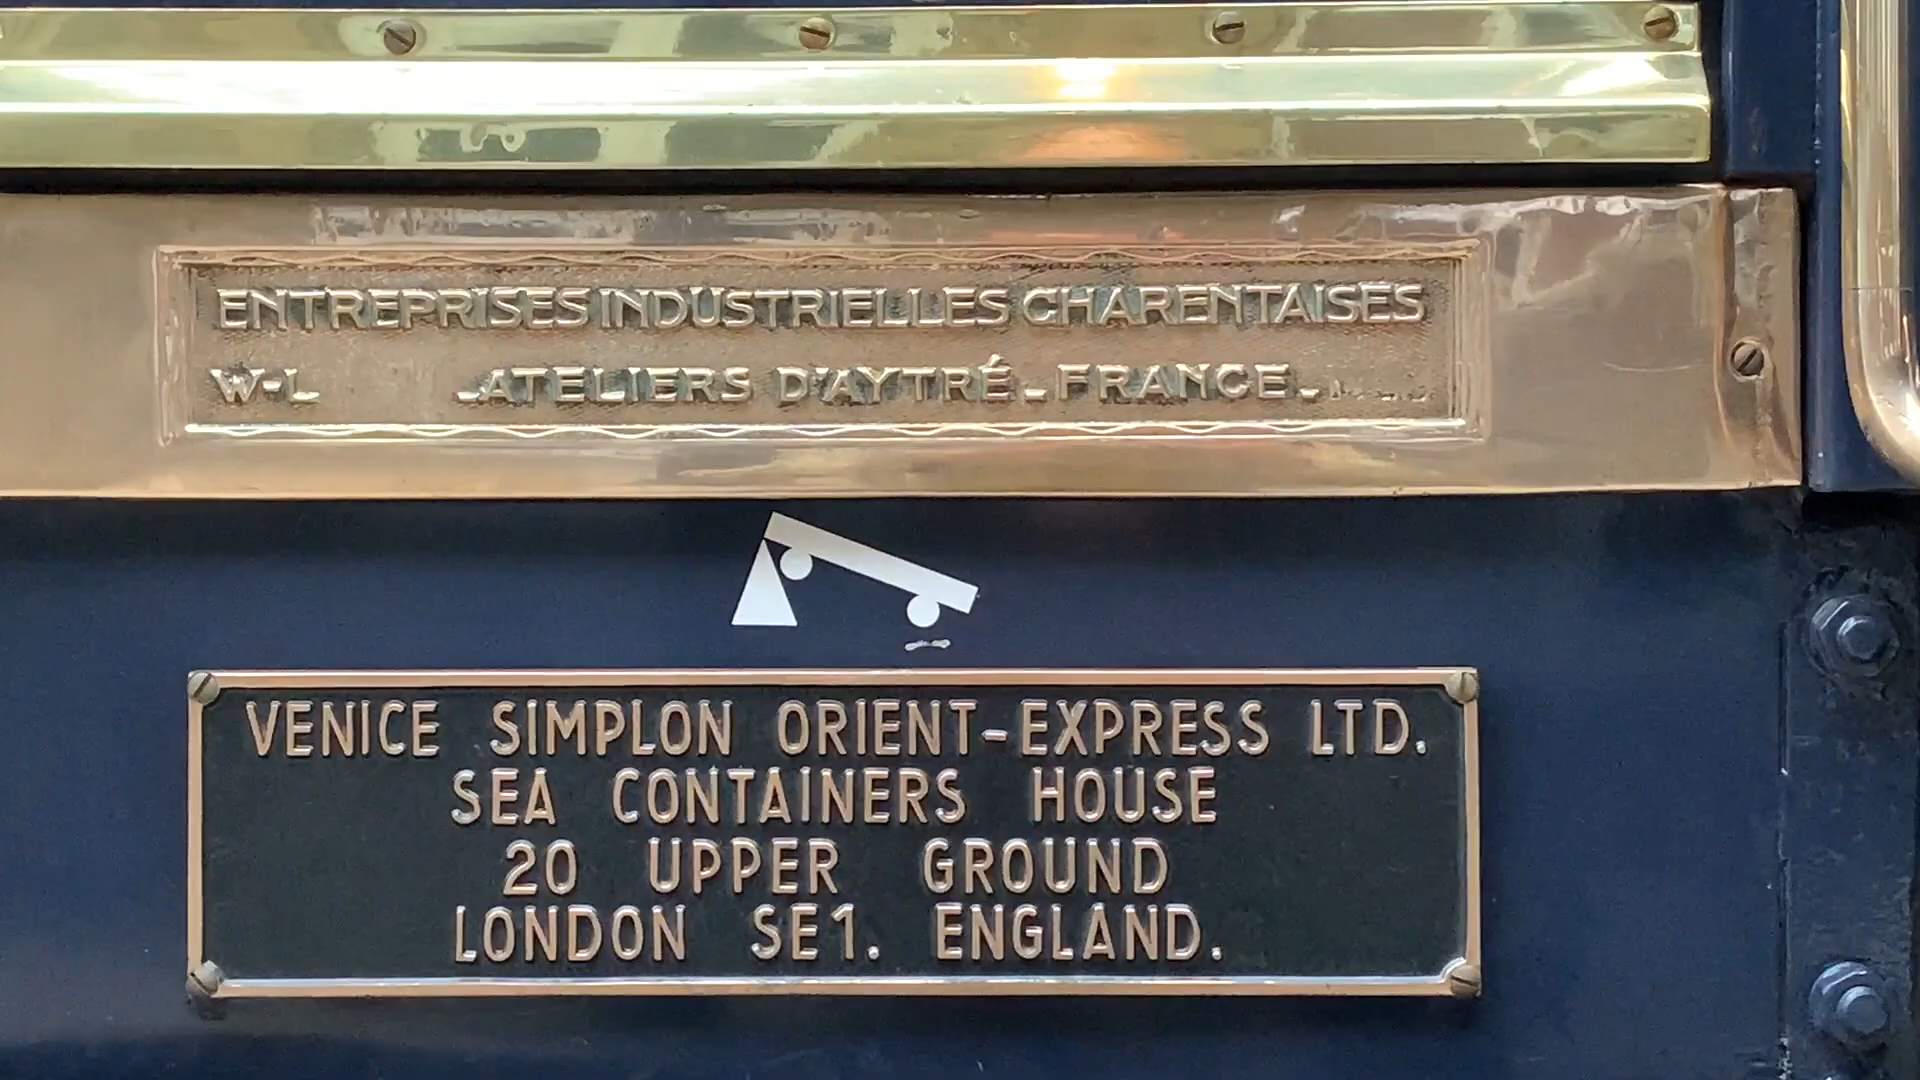 ENTREPRISES INDUSTRIELLES CHARENTAISES
W-L -ATELIERS D'AYTRÉ-FRANCE-
VENICE SIMPLON ORIENT-EXPRESS LTD.
SEA CONTAINERS HOUSE
20 UPPER GROUND
LONDON SE1. ENGLAND.